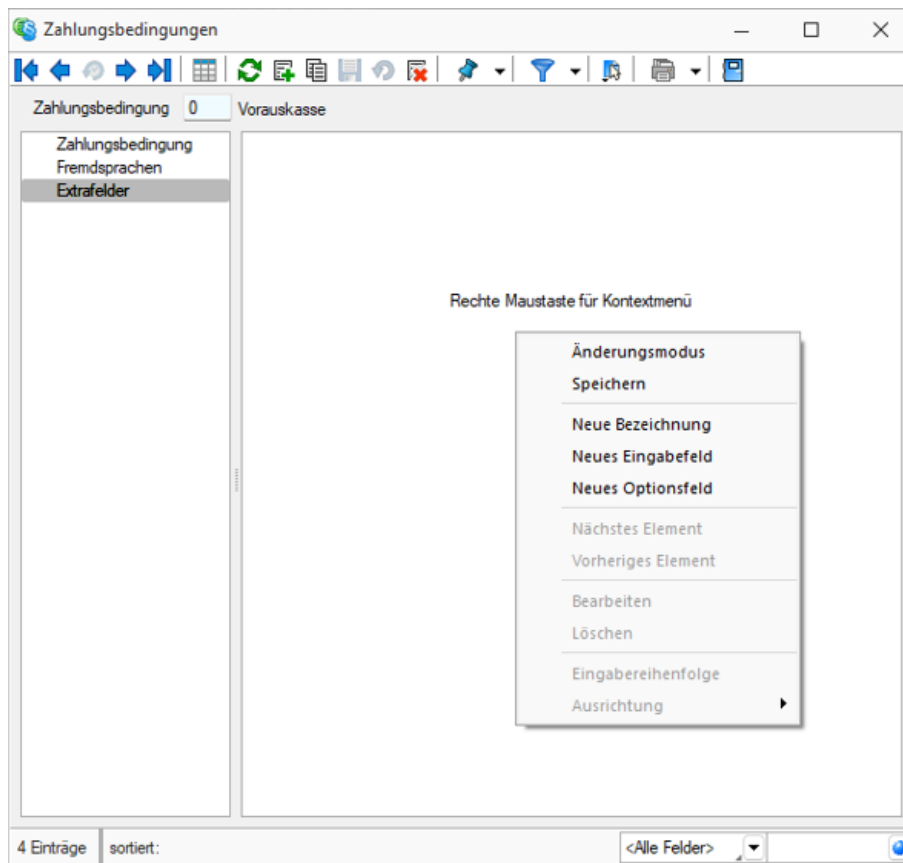 Zahlungsbedingungen
Zahlungsbedingung 0 Vorauskasse
Zahlungsbedingung
Fremdsprachen
Extrafelder
Rechte Maustaste für Kontextmenü
Änderungsmodus
Speichern
Neue Bezeichnung
Neues Eingabefeld
Neues Optionsfeld
Nächstes Element
Vorheriges Element
Bearbeiten
Löschen
Eingabereihenfolge
Ausrichtung
4 Einträge sortiert: <Alle Felder>